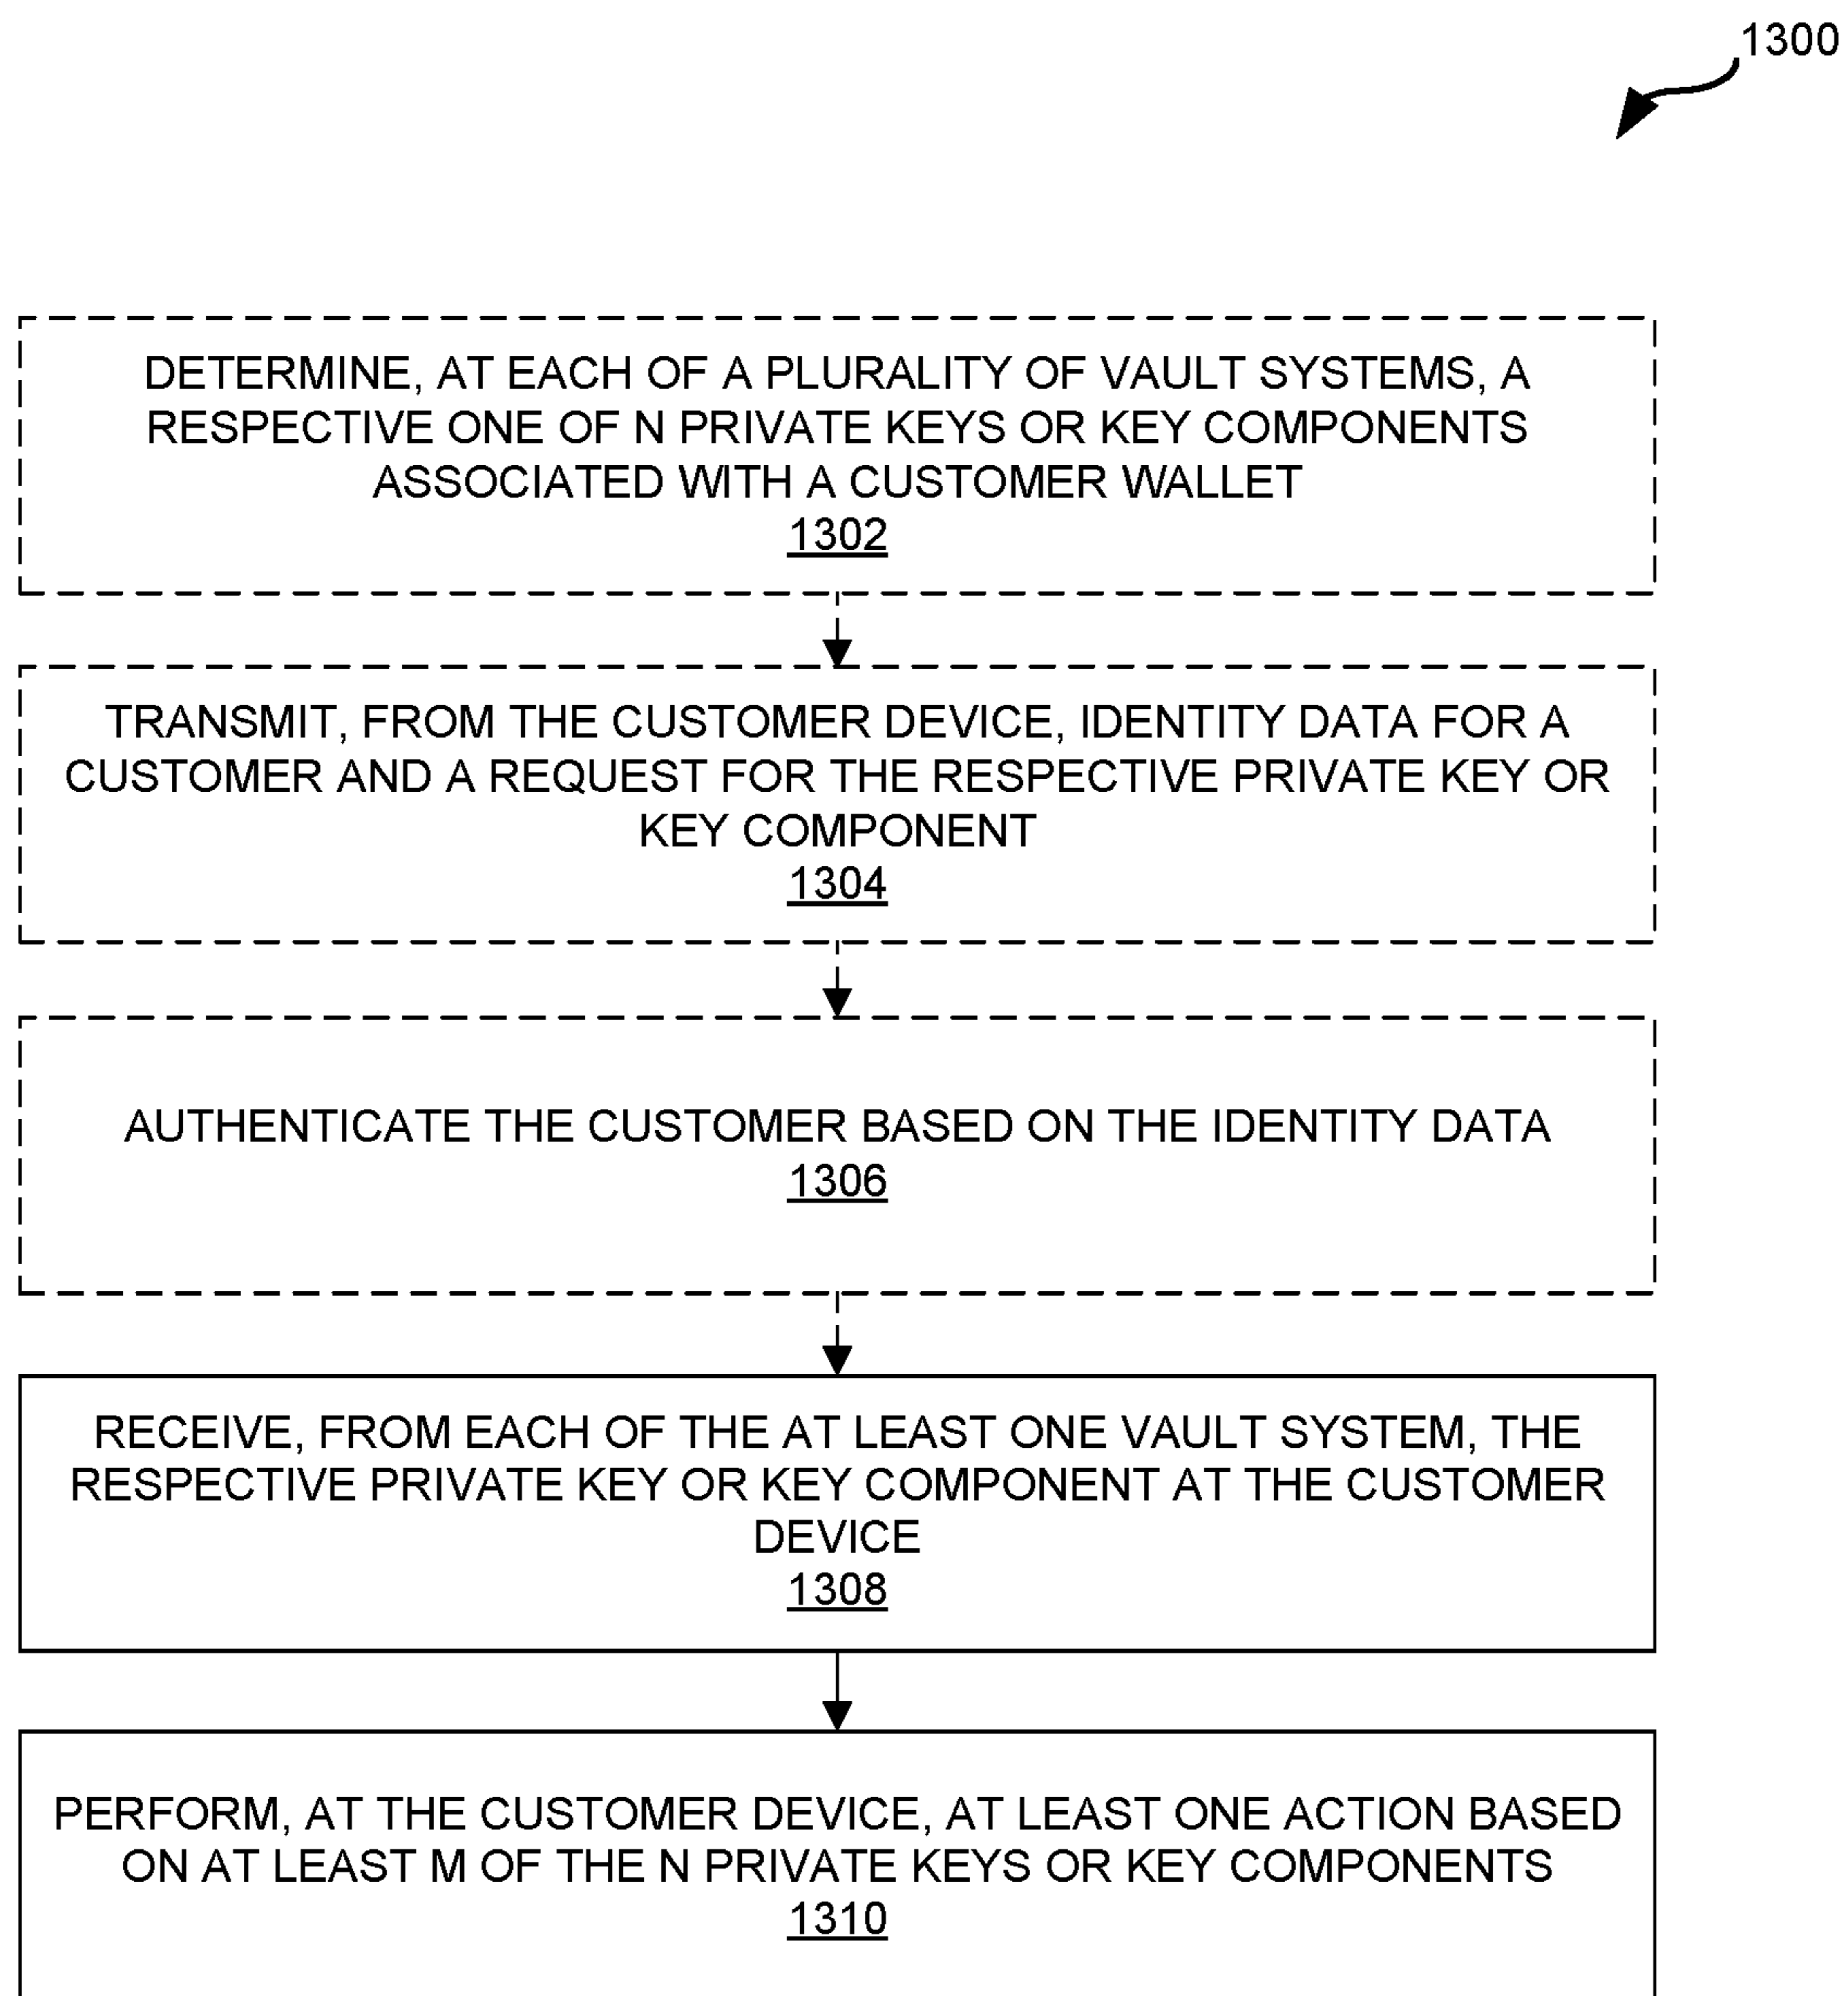 1300
DETERMINE, AT EACH OF A PLURALITY OF VAULT SYSTEMS, A
RESPECTIVE ONE OF N PRIVATE KEYS OR KEY COMPONENTS
ASSOCIATED WITH A CUSTOMER WALLET
1302
TRANSMIT, FROM THE CUSTOMER DEVICE, IDENTITY DATA FOR A
CUSTOMER AND A REQUEST FOR THE RESPECTIVE PRIVATE KEY OR
KEY COMPONENT
1304
AUTHENTICATE THE CUSTOMER BASED ON THE IDENTITY DATA
1306
RECEIVE, FROM EACH OF THE AT LEAST ONE VAULT SYSTEM, THE
RESPECTIVE PRIVATE KEY OR KEY COMPONENT AT THE CUSTOMER
DEVICE
1308
PERFORM, AT THE CUSTOMER DEVICE, AT LEAST ONE ACTION BASED
ON AT LEAST M OF THE N PRIVATE KEYS OR KEY COMPONENTS
1310